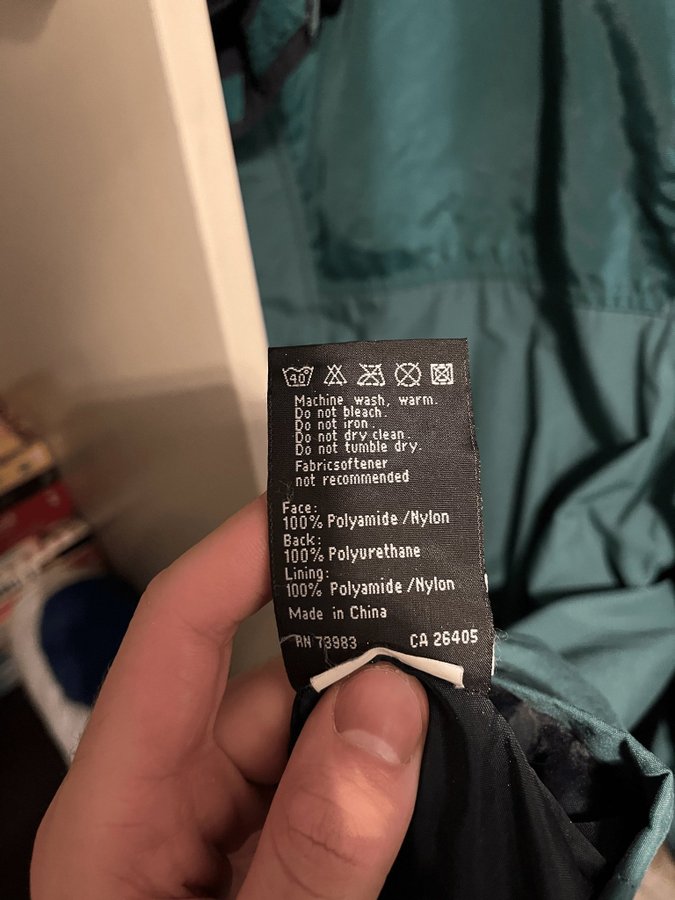 40
Machine wash, warm.
Do not bleach.
Do not iron.
Do not dry clean.
Do not tumble dry.
Fabricsoftener
not recommended
Face:
100% Polyamide /Nylon
Back:
100% Polyurethane
Lining:
100% Polyamide /Nylon
Made in China
RN 73983 CA 26405